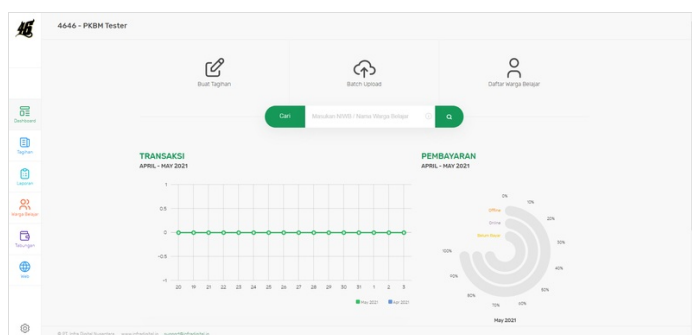 46
4646 - PKBM Tester
Buat Tagihan
Batch Upload
Daftar Warga Belajar
Cari
Masukan NIWB / Nama Warga Belajar
Dashboard
Tagihan
Laporan
Warga Belajar
Tabungan
Web
TRANSAKSI
APRIL - MAY 2021
1
0.5
0
-0.5
-1
20 19 21 22 23 24 25 26 27 28 29 30 31 1 2 3
May 2021
Apr 2021
PEMBAYARAN
APRIL - MAY 2021
0%
10%
20%
30%
40%
50%
60%
70%
80%
90%
100%
Offline
Online
May 2021